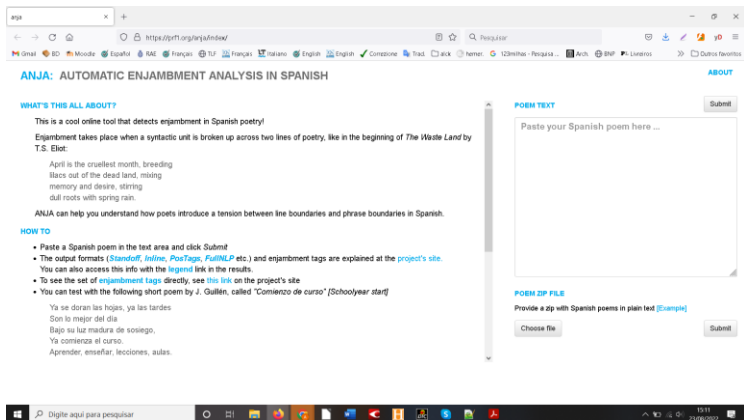 anja
https://prf1.org/anja/index/
Pesquisar
Gmail
BD
Moodle
Español
RAE
Français
TLF
Français
Italiano
English
English
Correzione
Trad.
aick
hemer.
123milhas - Pesquisa ...
Arch.
BNP
Livreiros
Outros favoritos
ANJA: AUTOMATIC ENJAMBMENT ANALYSIS IN SPANISH
ABOUT
WHAT'S THIS ALL ABOUT?
This is a cool online tool that detects enjambment in Spanish poetry!
Enjambment takes place when a syntactic unit is broken up across two lines of poetry, like in the beginning of The Waste Land by
T.S. Eliot:
April is the cruellest month, breeding
lilacs out of the dead land, mixing
memory and desire, stirring
dull roots with spring rain.
ANJA can help you understand how poets introduce a tension between line boundaries and phrase boundaries in Spanish.
HOW TO
• Paste a Spanish poem in the text area and click Submit
• The output formats (Standoff, Inline, PosTags, FullNLP etc.) and enjambment tags are explained at the project's site.
You can also access this info with the legend link in the results.
• To see the set of enjambment tags directly, see this link on the project's site
• You can test with the following short poem by J. Guillén, called "Comienzo de curso" [Schoolyear start]
Ya se doran las hojas, ya las tardes
Son lo mejor del día
Bajo su luz madura de sosiego,
Ya comienza el curso.
Aprender, enseñar, lecciones, aulas.
POEM TEXT
Submit
Paste your Spanish poem here ...
POEM ZIP FILE
Provide a zip with Spanish poems in plain text [Example]
Choose file
Submit
Digite aqui para pesquisar
15:11
23/06/2022